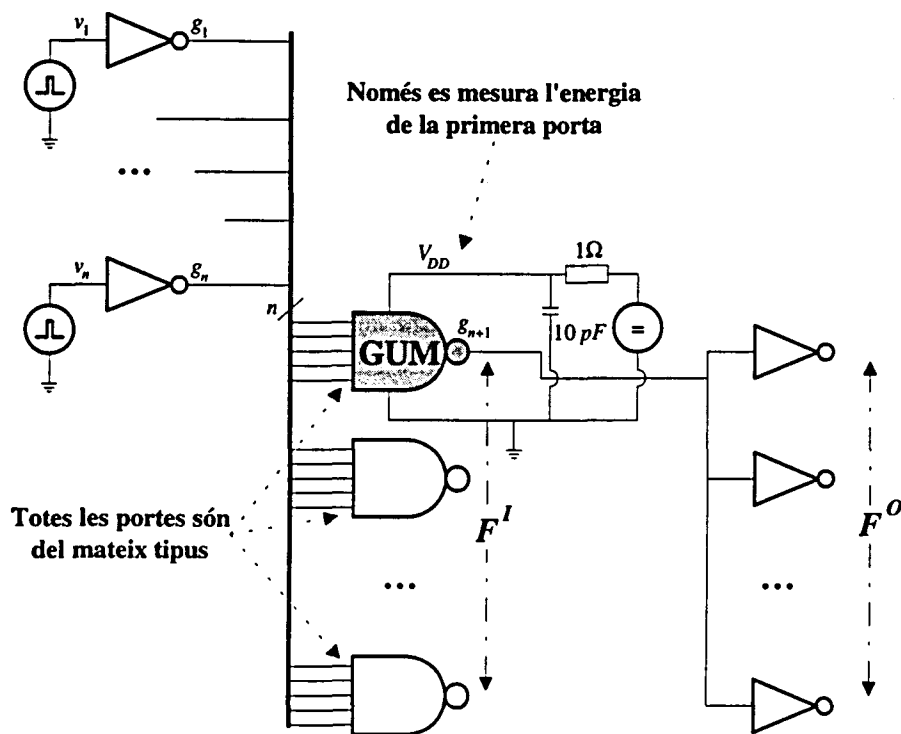 v1
g1
Només es mesura l'energia
de la primera porta
•••
vn
gn
n
VDD
1Ω
10 pF
=
GUM
gn+1
Totes les portes són
del mateix tipus
F^I
F^O
•••
•••